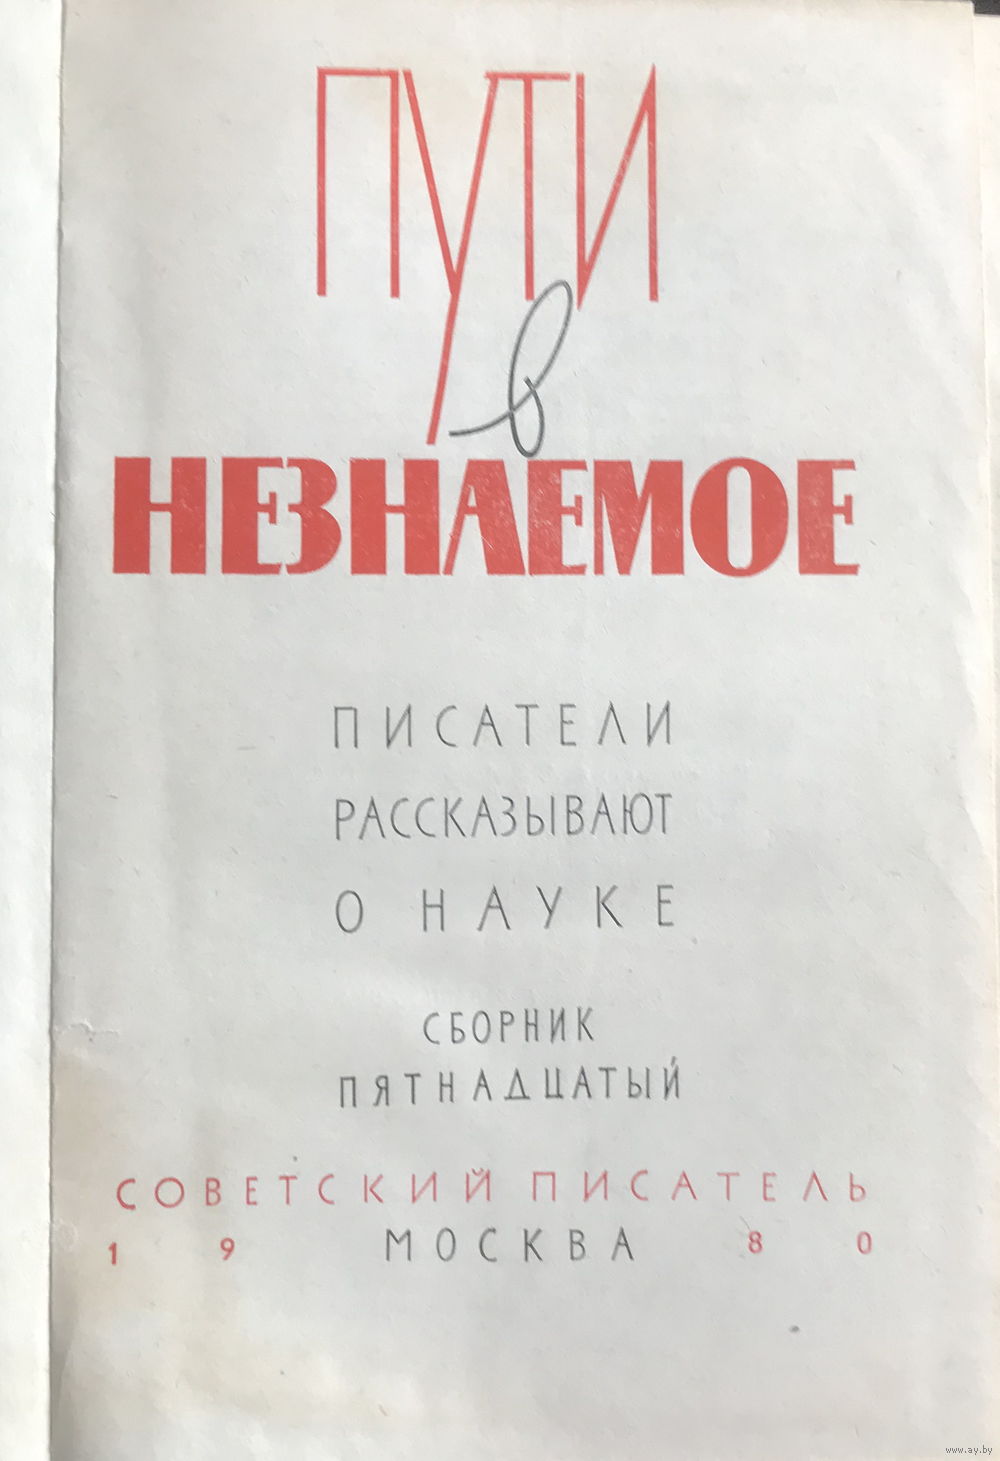 ПУТИ
в
НЕЗНАЕМОЕ
ПИСАТЕЛИ
РАССКАЗЫВАЮТ
О НАУКЕ
СБОРНИК
ПЯТНАДЦАТЫЙ
СОВЕТСКИЙ ПИСАТЕЛЬ
19 МОСКВА 80
www.ay.by